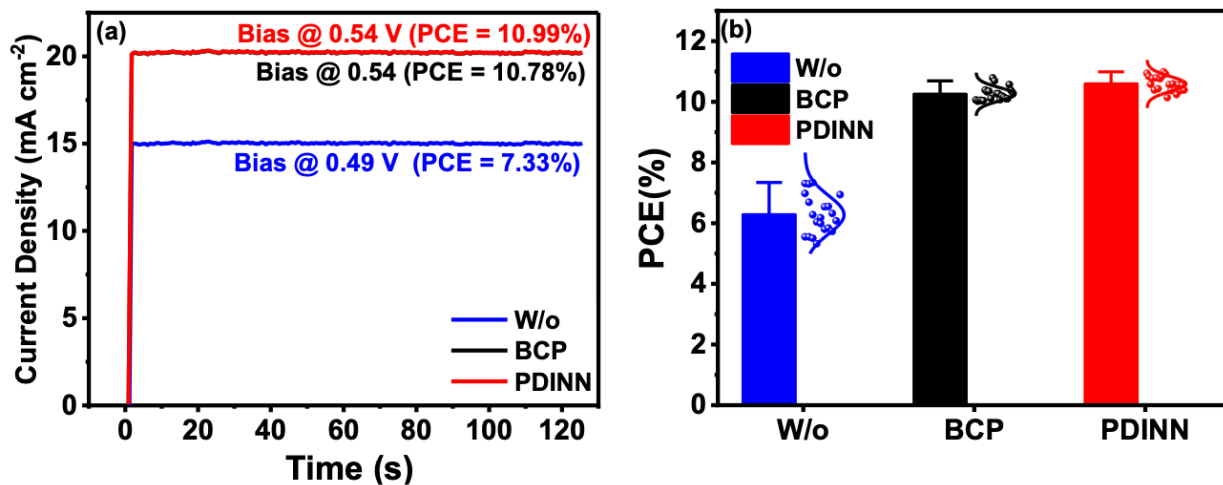 (a)
Bias @ 0.54 V (PCE = 10.99%)
Bias @ 0.54 (PCE = 10.78%)
Bias @ 0.49 V (PCE = 7.33%)
W/o
BCP
PDINN
20
15
10
5
0
Current Density (mA cm⁻²)
0 20 40 60 80 100 120
Time (s)
(b)
W/o
BCP
PDINN
12
10
8
6
4
2
0
PCE(%)
W/o BCP PDINN